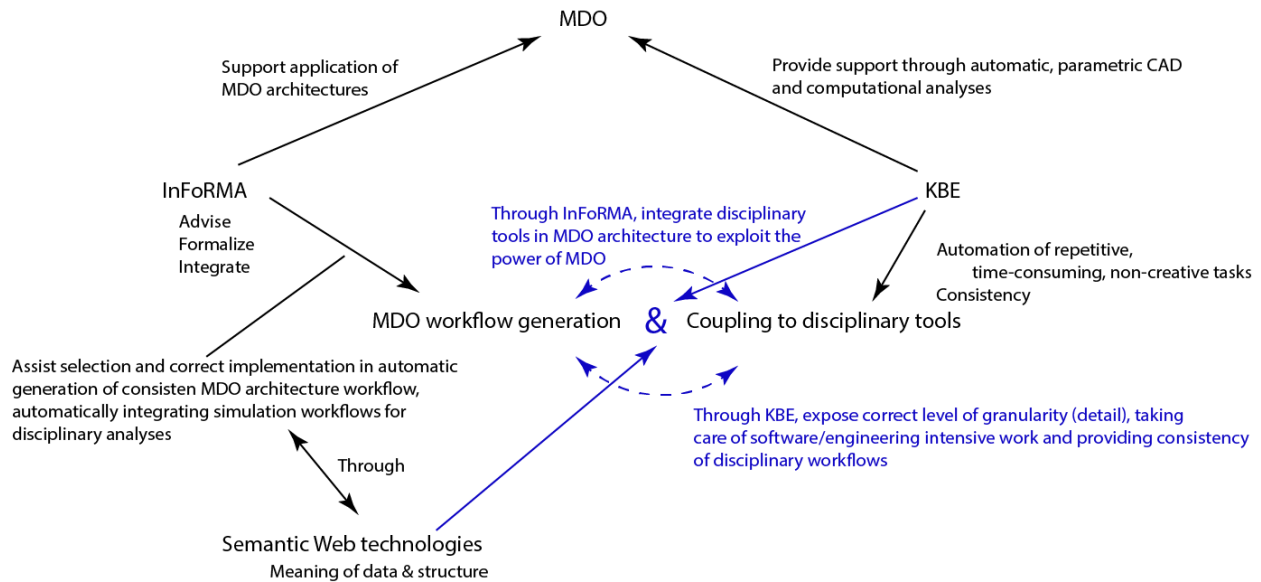 MDO
Support application of
MDO architectures
Provide support through automatic, parametric CAD
and computational analyses
InFoRMA
Advise
Formalize
Integrate
KBE
Through InFoRMA, integrate disciplinary
tools in MDO architecture to exploit the
power of MDO
Automation of repetitive,
time-consuming, non-creative tasks
Consistency
MDO workflow generation & Coupling to disciplinary tools
Assist selection and correct implementation in automatic
generation of consisten MDO architecture workflow,
automatically integrating simulation workflows for
disciplinary analyses
Through KBE, expose correct level of granularity (detail), taking
care of software/engineering intensive work and providing consistency
of disciplinary workflows
Through
Semantic Web technologies
Meaning of data & structure